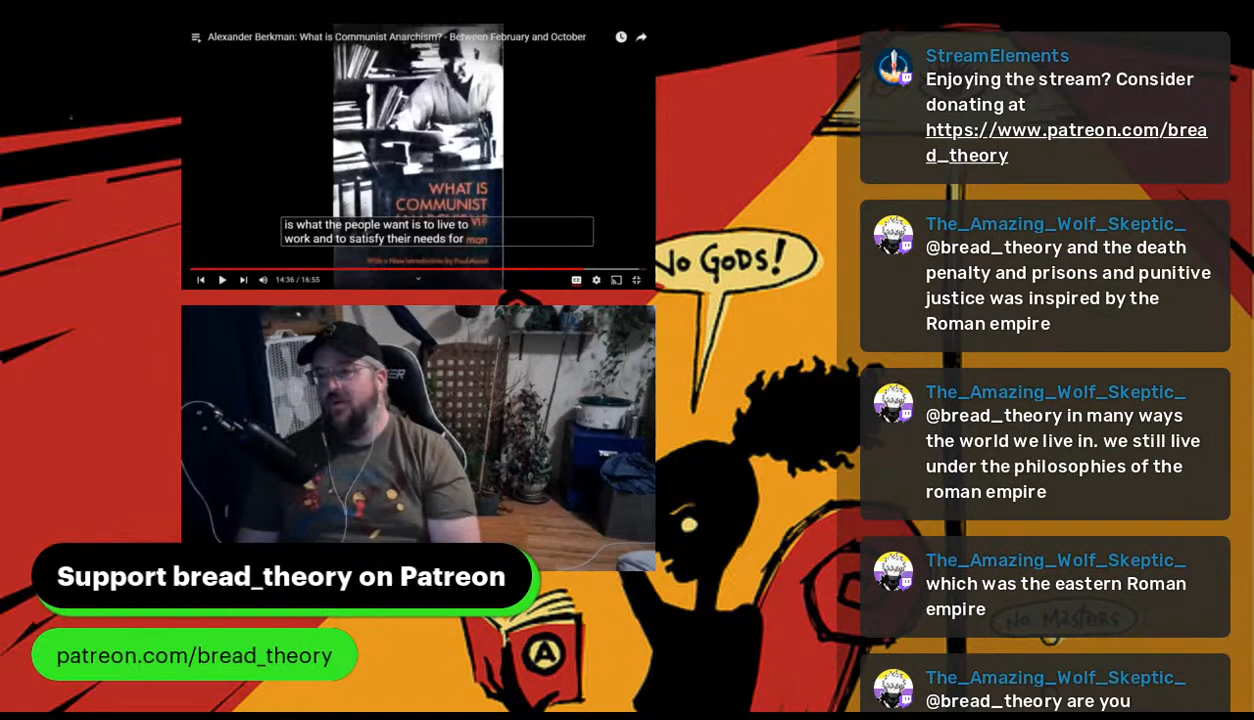 Alexander Berkman: What is Communist Anarchism? - Between February and October
WHAT IS
COMMUNIST
is what the people want is to live to
work and to satisfy their needs for man
14:36 / 16:55
No GODS!
Support bread_theory on Patreon
patreon.com/bread_theory
A
No MASTERS
StreamElements
Enjoying the stream? Consider
donating at
https://www.patreon.com/brea
d_theory
The_Amazing_Wolf_Skeptic_
@bread_theory and the death
penalty and prisons and punitive
justice was inspired by the
Roman empire
The_Amazing_Wolf_Skeptic_
@bread_theory in many ways
the world we live in. we still live
under the philosophies of the
roman empire
The_Amazing_Wolf_Skeptic_
which was the eastern Roman
empire
The_Amazing_Wolf_Skeptic_
@bread_theory are you